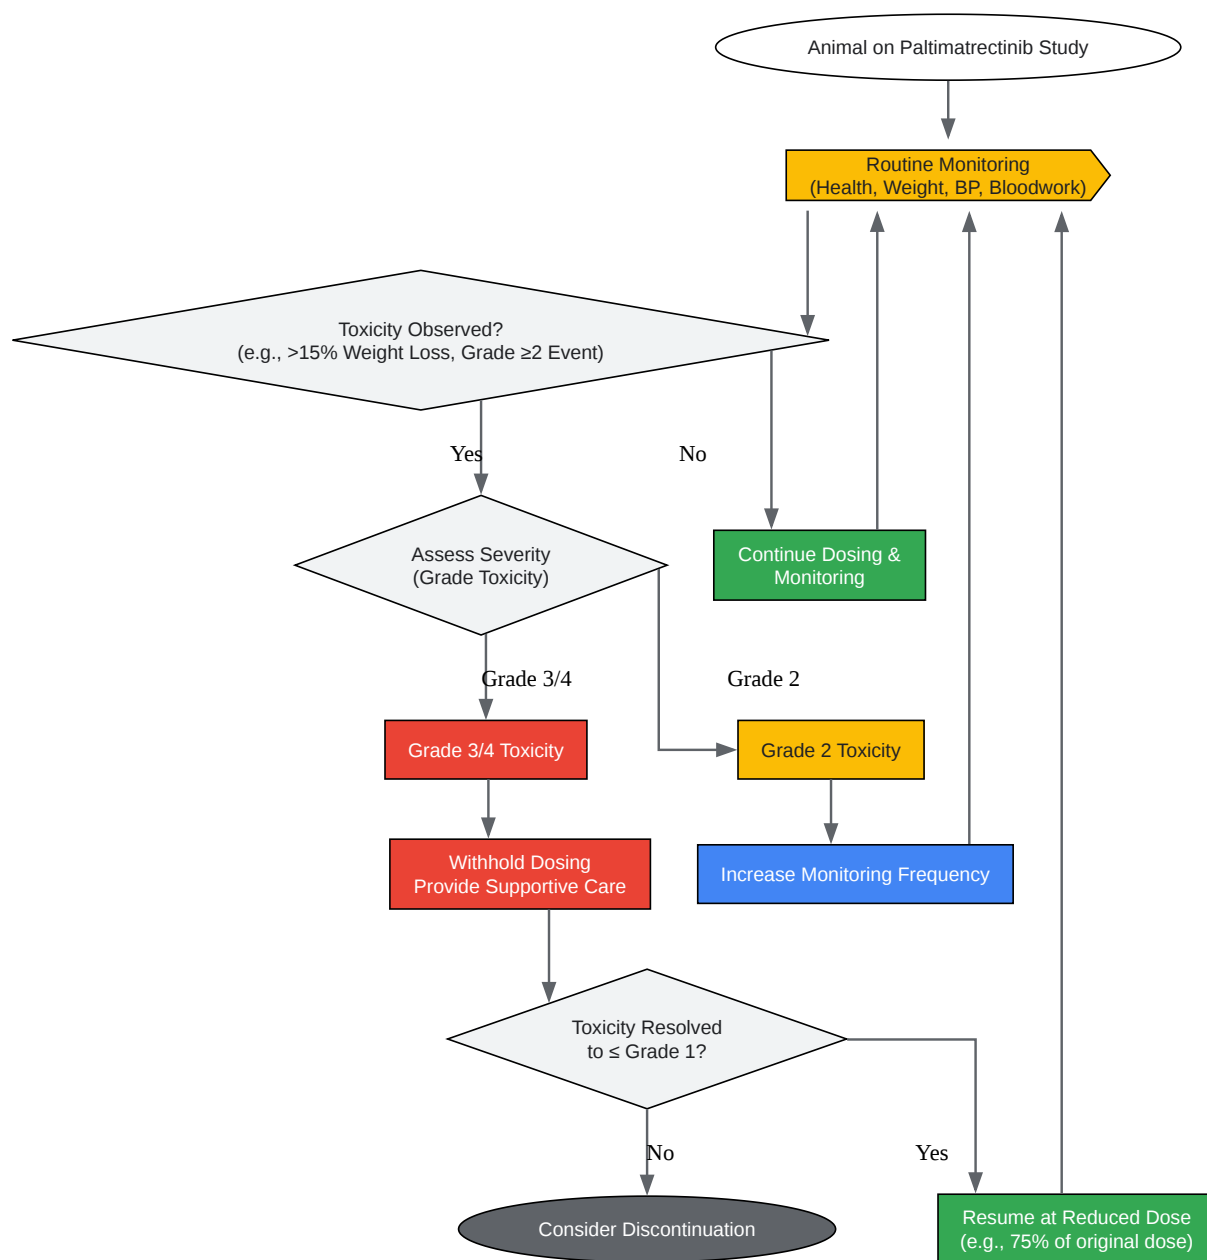 Animal on Paltimatrectinib Study
Routine Monitoring
(Health, Weight, BP, Bloodwork)
Toxicity Observed?
(e.g., >15% Weight Loss, Grade ≥2 Event)
Yes
No
Assess Severity
(Grade Toxicity)
Continue Dosing &
Monitoring
Grade 3/4
Grade 2
Grade 3/4 Toxicity
Grade 2 Toxicity
Withhold Dosing
Provide Supportive Care
Increase Monitoring Frequency
Toxicity Resolved
to ≤ Grade 1?
No
Yes
Consider Discontinuation
Resume at Reduced Dose
(e.g., 75% of original dose)